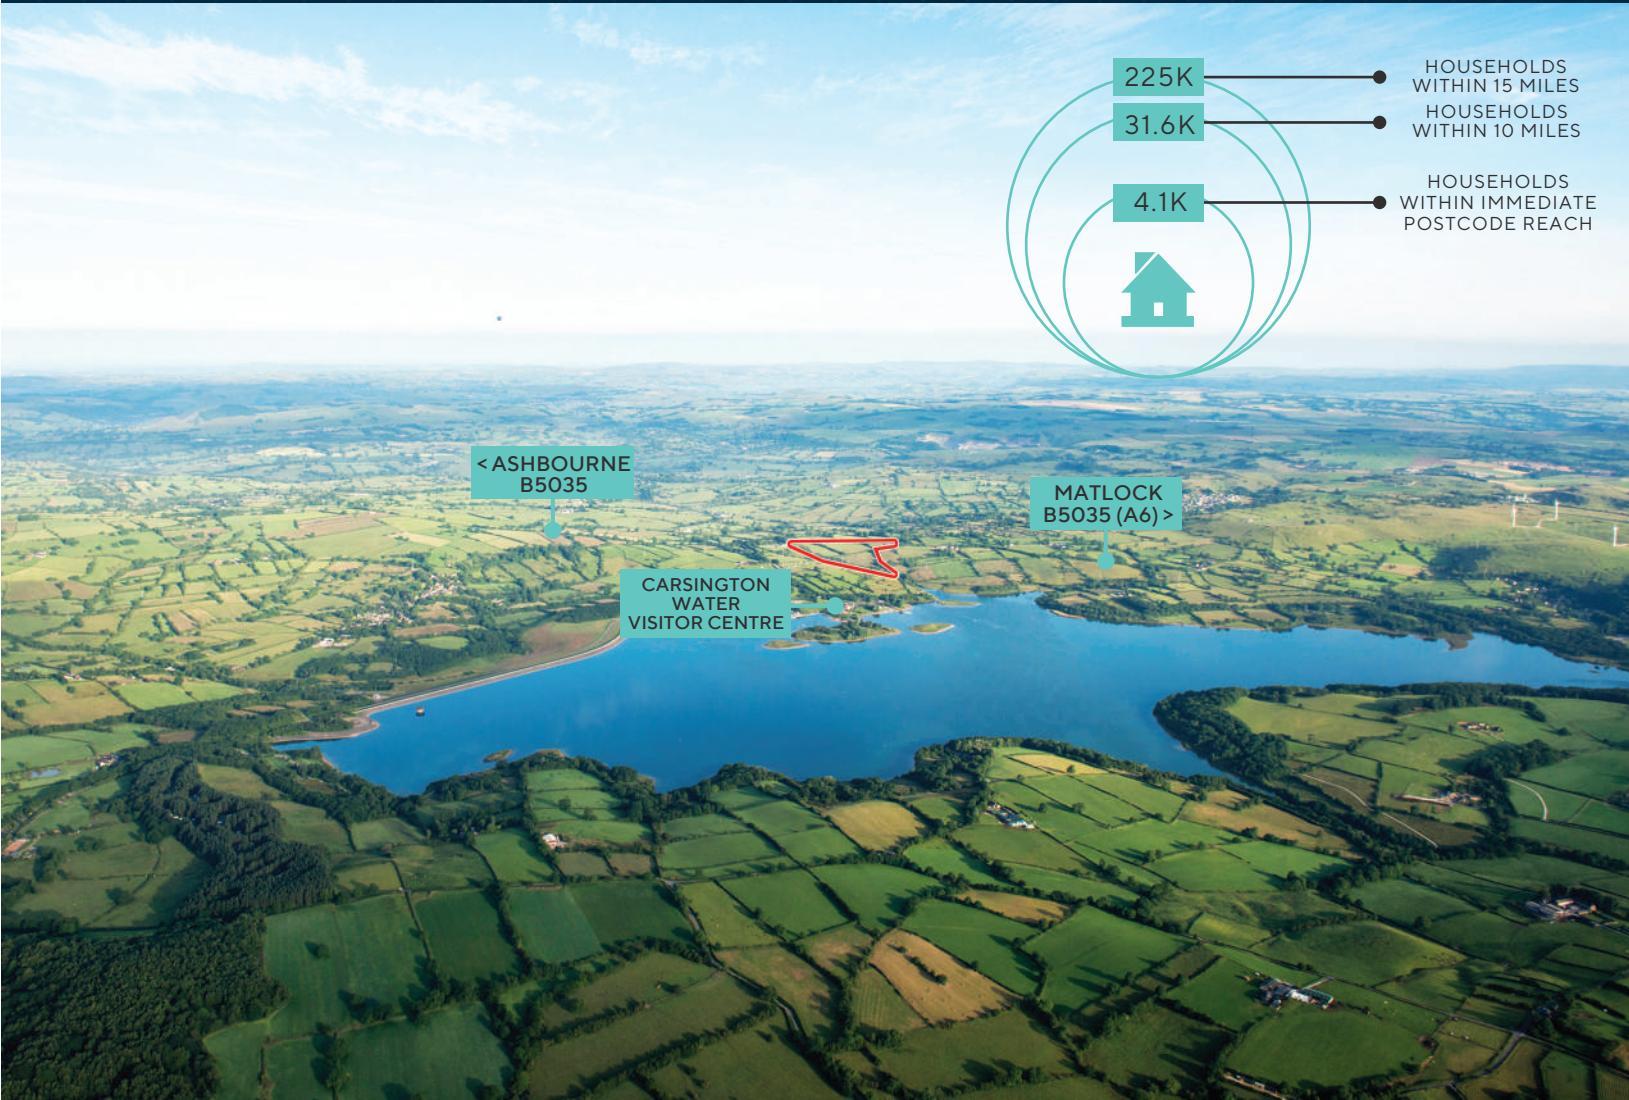 225K
HOUSEHOLDS
WITHIN 15 MILES
31.6K
HOUSEHOLDS
WITHIN 10 MILES
4.1K
HOUSEHOLDS
WITHIN IMMEDIATE
POSTCODE REACH
< ASHBOURNE
B5035
MATLOCK
B5035 (A6) >
CARSINGTON
WATER
VISITOR CENTRE